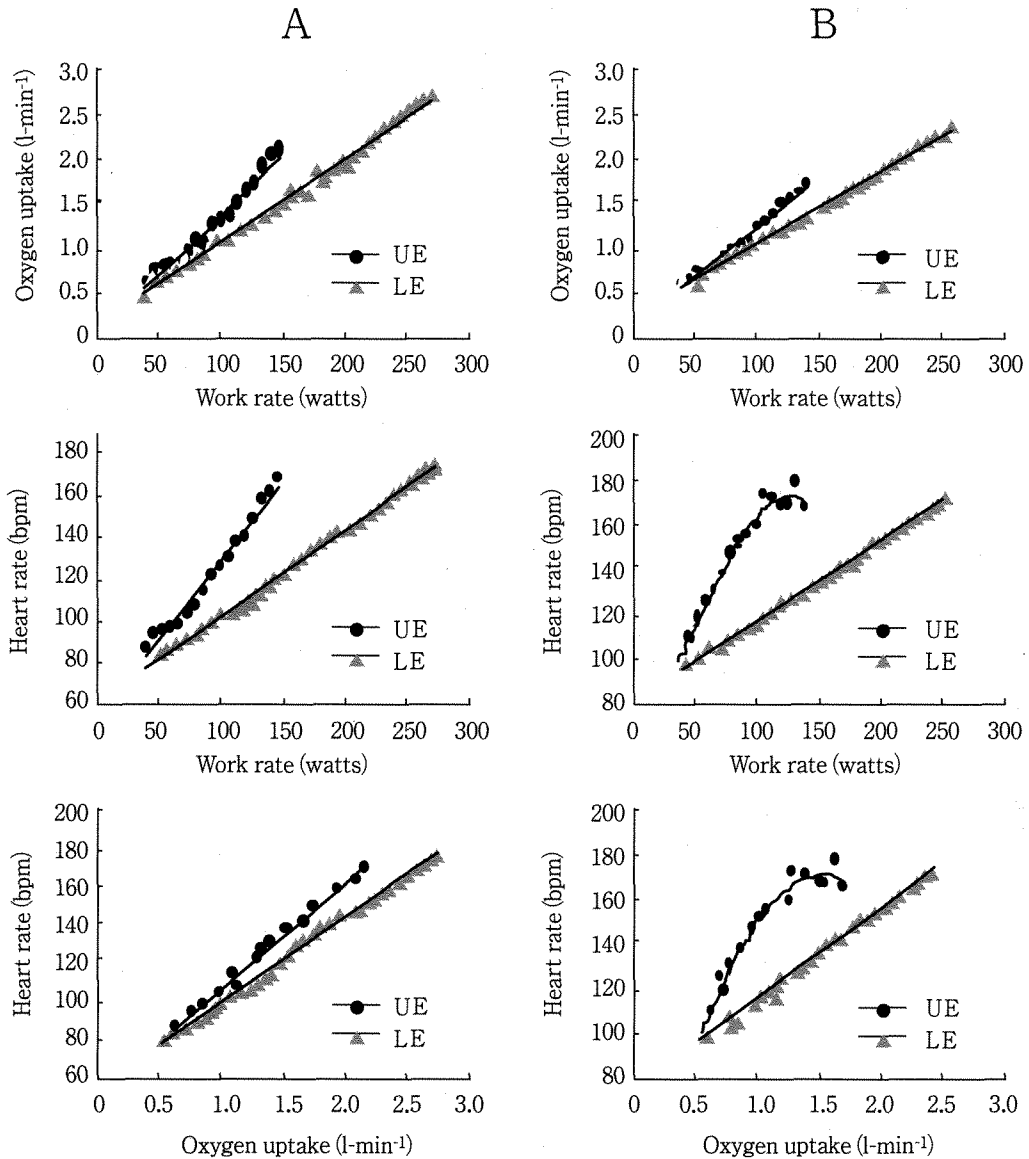 A
B
Oxygen uptake (l-min-1)
3.0
2.5
2.0
1.5
1.0
0.5
0
UE
LE
0 50 100 150 200 250 300
Work rate (watts)
Oxygen uptake (l-min-1)
3.0
2.5
2.0
1.5
1.0
0.5
0
UE
LE
0 50 100 150 200 250 300
Work rate (watts)
Heart rate (bpm)
180
160
140
120
100
80
60
UE
LE
0 50 100 150 200 250 300
Work rate (watts)
Heart rate (bpm)
200
180
160
140
120
100
80
UE
LE
0 50 100 150 200 250 300
Work rate (watts)
Heart rate (bpm)
200
180
160
140
120
100
80
60
UE
LE
0 0.5 1.0 1.5 2.0 2.5 3.0
Oxygen uptake (l-min-1)
Heart rate (bpm)
200
180
160
140
120
100
80
UE
LE
0 0.5 1.0 1.5 2.0 2.5 3.0
Oxygen uptake (l-min-1)